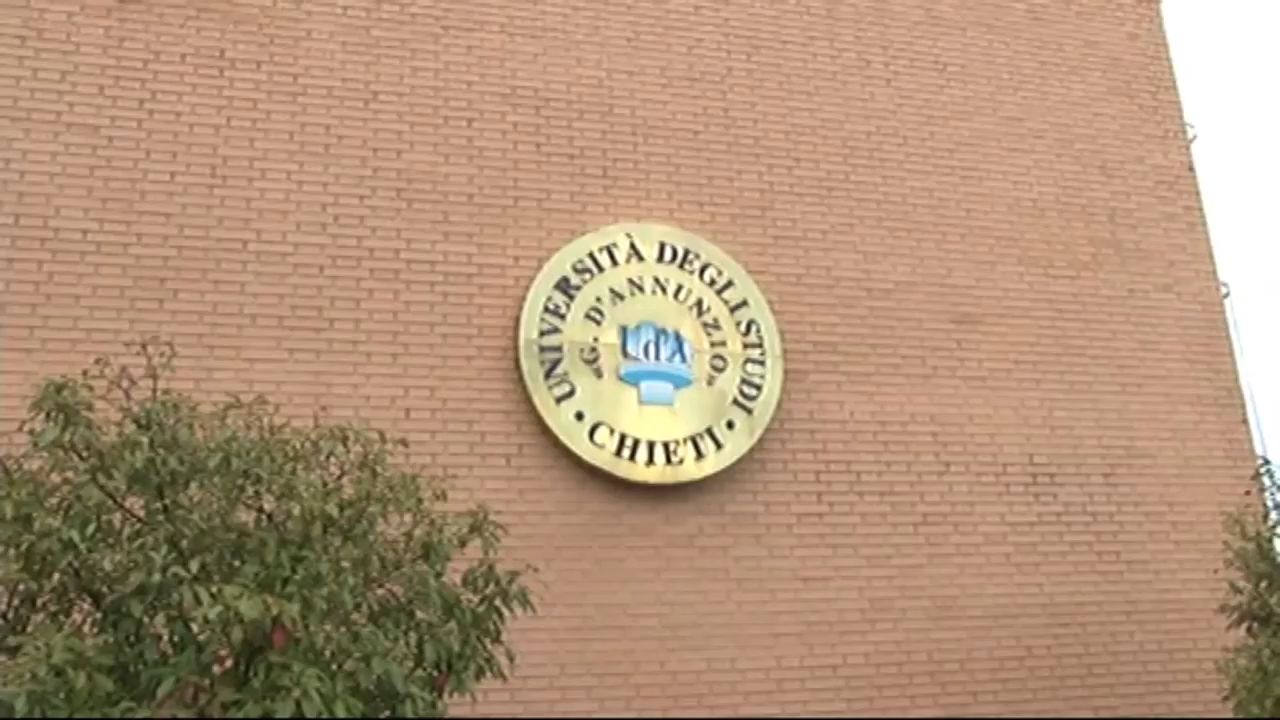 UNIVERSITÀ DEGLI STUDI
«G. D'ANNUNZIO»
UdA
• CHIETI •